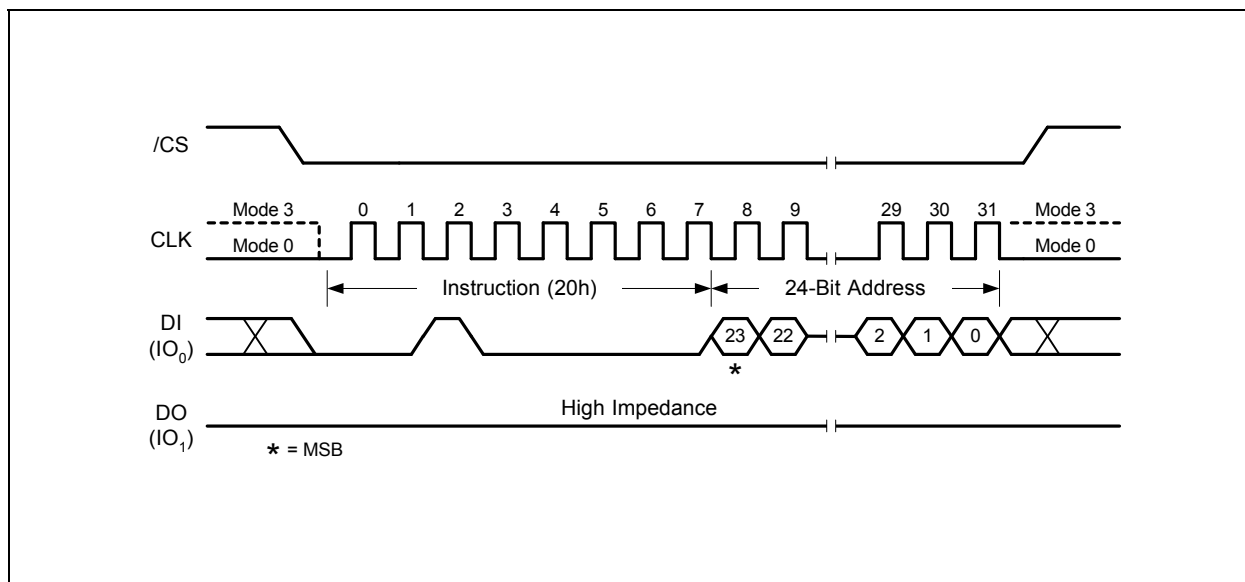 /CS
Mode 3 0 1 2 3 4 5 6 7 8 9 29 30 31 Mode 3
CLK
Mode 0 Mode 0
Instruction (20h) 24-Bit Address
DI
(IO0)
23 22 2 1 0
*
High Impedance
DO
(IO1)
* = MSB